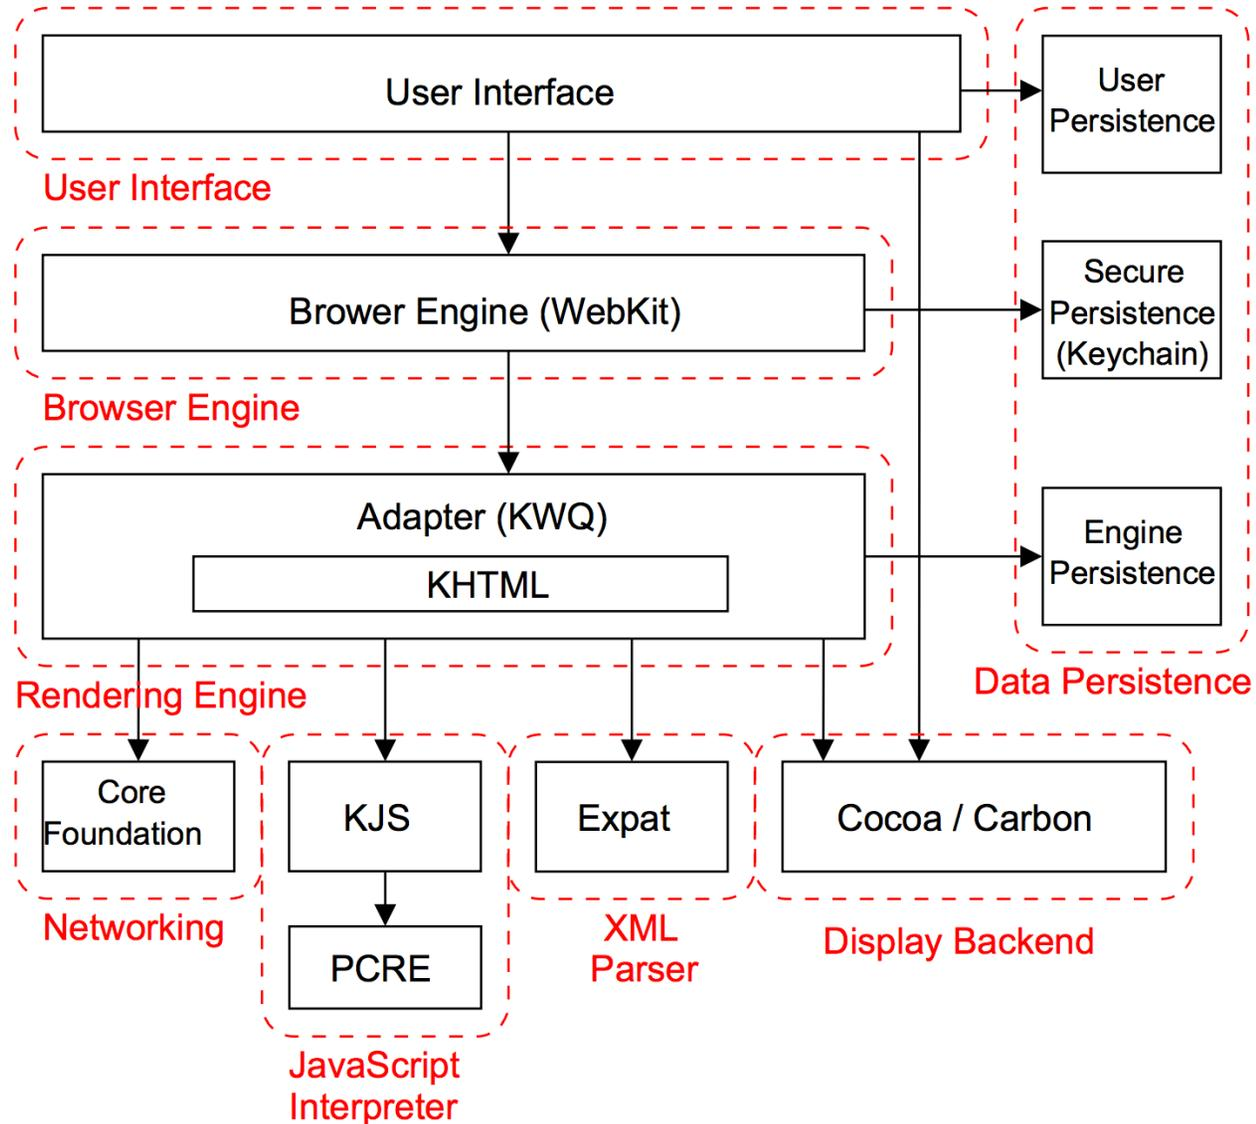 User Interface
User
Persistence
User Interface
Brower Engine (WebKit)
Secure
Persistence
(Keychain)
Browser Engine
Adapter (KWQ)
KHTML
Engine
Persistence
Rendering Engine
Data Persistence
Core
Foundation
KJS
Expat
Cocoa / Carbon
Networking
PCRE
XML
Parser
Display Backend
JavaScript
Interpreter